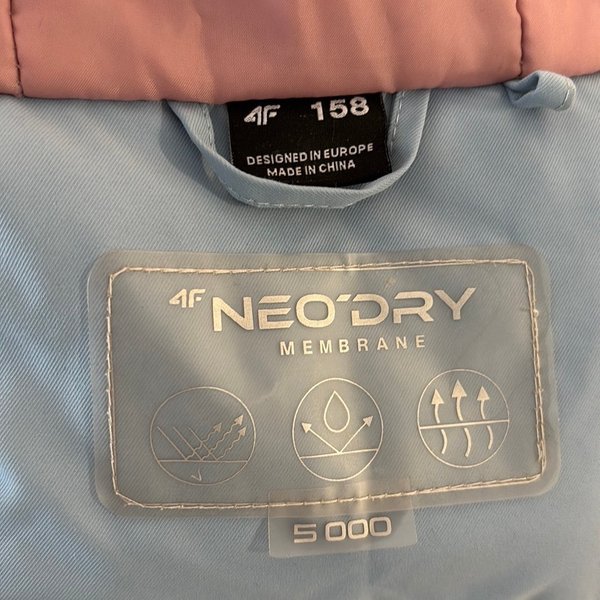 4F 158
DESIGNED IN EUROPE
MADE IN CHINA
4F NEO'DRY
MEMBRANE
5 000